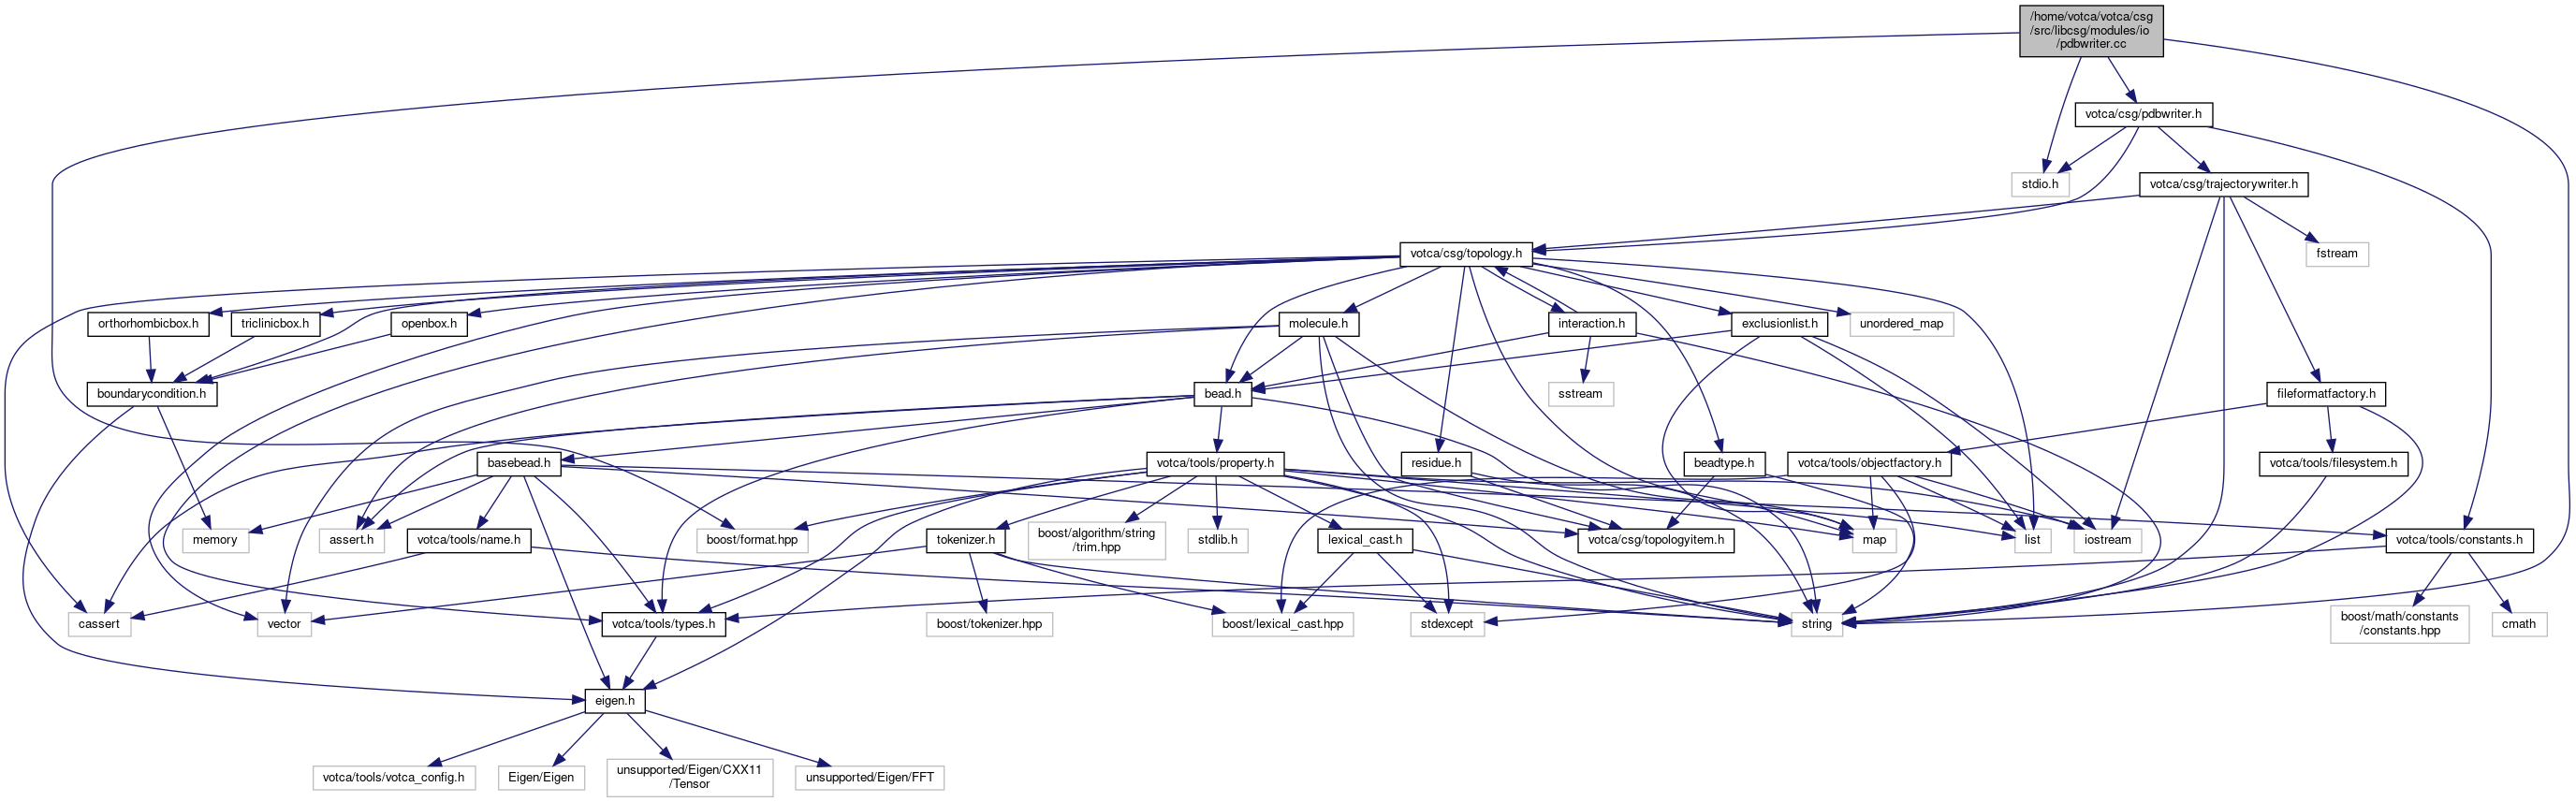 /home/votca/votca/csg
/src/libcsg/modules/io
/pdbwriter.cc
votca/csg/pdbwriter.h
stdio.h
votca/csg/trajectorywriter.h
votca/csg/topology.h
fstream
orthorhombicbox.h
triclinicbox.h
openbox.h
molecule.h
interaction.h
exclusionlist.h
unordered_map
boundarycondition.h
bead.h
sstream
fileformatfactory.h
basebead.h
votca/tools/property.h
residue.h
beadtype.h
votca/tools/objectfactory.h
votca/tools/filesystem.h
memory
assert.h
votca/tools/name.h
boost/format.hpp
tokenizer.h
boost/algorithm/string
/trim.hpp
stdlib.h
lexical_cast.h
votca/csg/topologyitem.h
map
list
iostream
votca/tools/constants.h
cassert
vector
votca/tools/types.h
boost/tokenizer.hpp
boost/lexical_cast.hpp
stdexcept
string
boost/math/constants
/constants.hpp
cmath
eigen.h
votca/tools/votca_config.h
Eigen/Eigen
unsupported/Eigen/CXX11
/Tensor
unsupported/Eigen/FFT